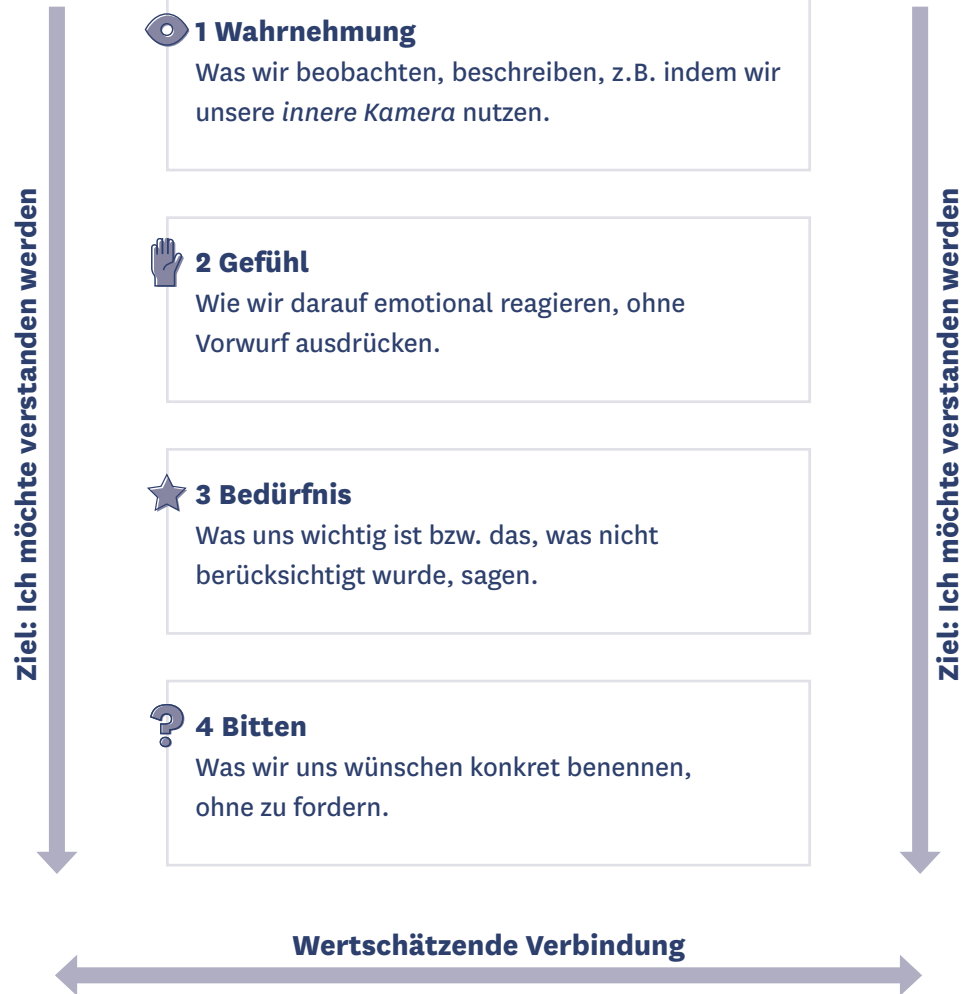 1 Wahrnehmung
Was wir beobachten, beschreiben, z.B. indem wir
unsere innere Kamera nutzen.
Ziel: Ich möchte verstanden werden
2 Gefühl
Wie wir darauf emotional reagieren, ohne
Vorwurf ausdrücken.
3 Bedürfnis
Was uns wichtig ist bzw. das, was nicht
berücksichtigt wurde, sagen.
4 Bitten
Was wir uns wünschen konkret benennen,
ohne zu fordern.
Ziel: Ich möchte verstanden werden
Wertschätzende Verbindung